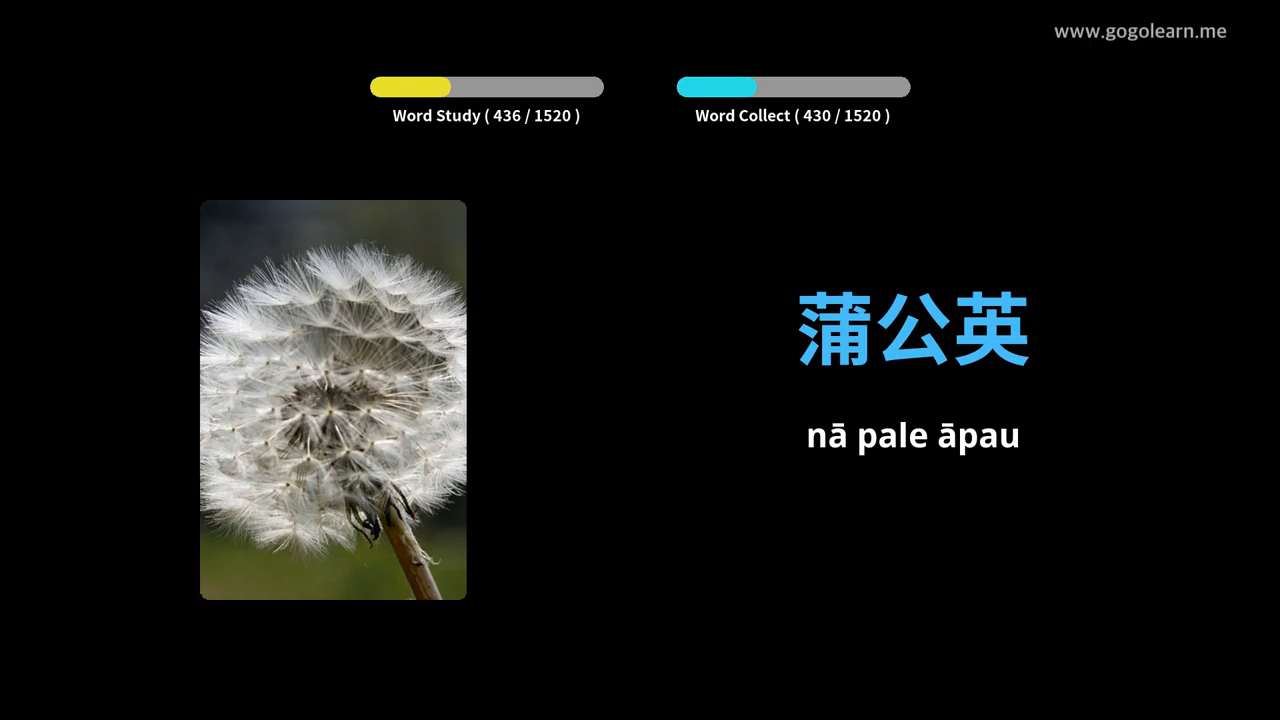 www.gogolearn.me
Word Study ( 436 / 1520 )
Word Collect ( 430 / 1520 )
蒲公英
nā pale āpau